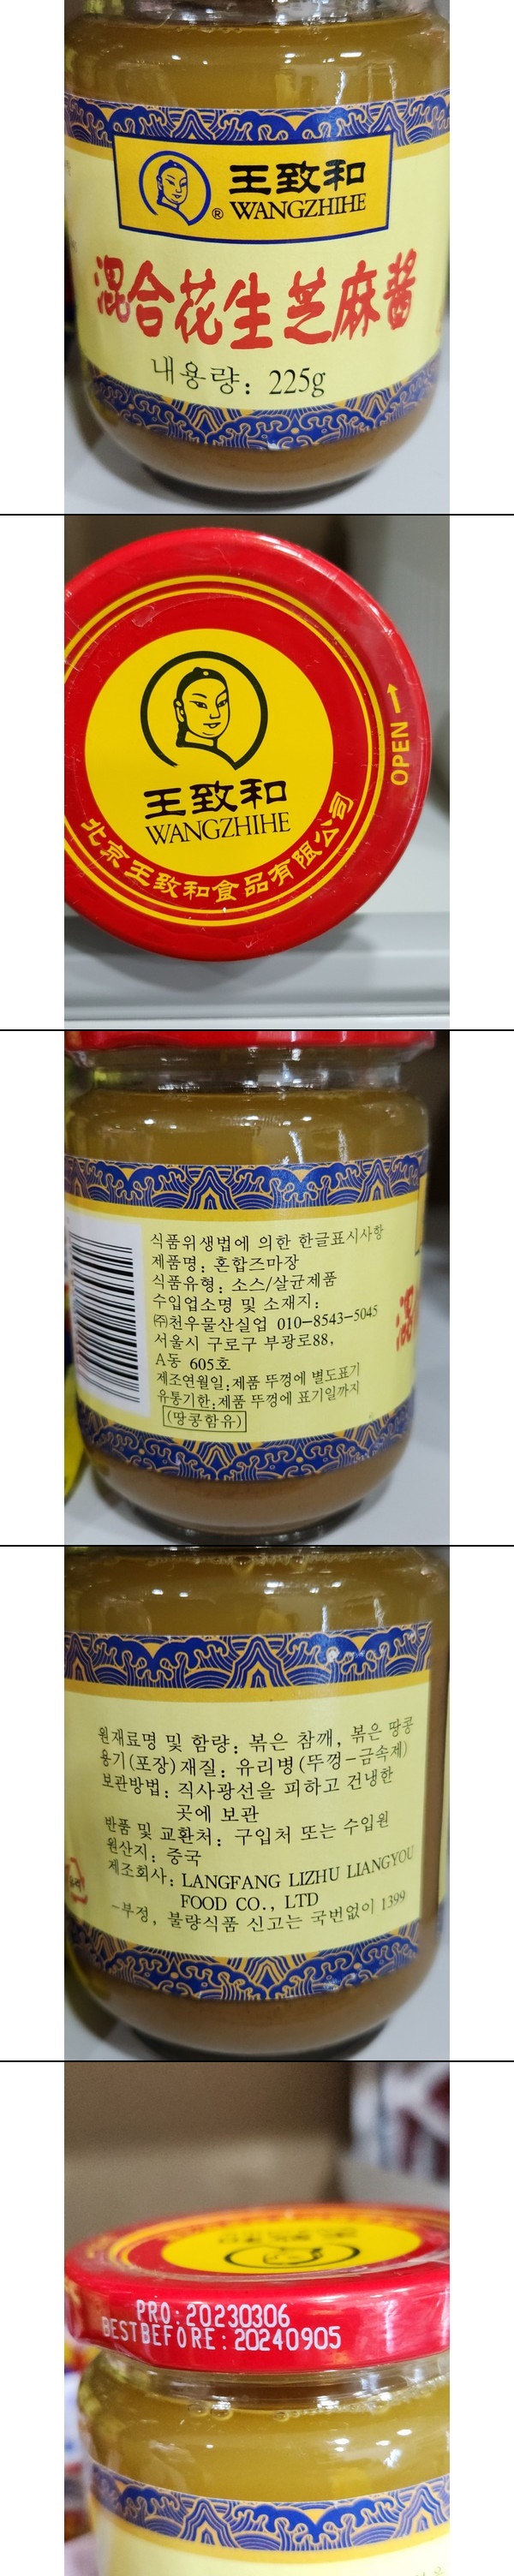 王致和
® WANGZHIHE
混合花生芝麻酱
내용량: 225g
OPEN
王致和
WANGZHIHE
北京王致和食品有限公司
식품위생법에 의한 한글표시사항
제품명: 혼합즈마장
식품유형: 소스/살균제품
수입업소명 및 소재지:
㈜천우물산실업 010-8543-5045
서울시 구로구 부광로88,
A동 605호
제조연월일:제품 뚜껑에 별도표기
유통기한:제품 뚜껑에 표기일까지
(땅콩함유)
원재료명 및 함량: 볶은 참깨, 볶은 땅콩
용기(포장)재질: 유리병(뚜껑-금속제)
보관방법: 직사광선을 피하고 건냉한
곳에 보관
반품 및 교환처: 구입처 또는 수입원
원산지: 중국
제조회사: LANGFANG LIZHU LIANGYOU
FOOD CO., LTD
-부정, 불량식품 신고는 국번없이 1399
PRO:20230306
BESTBEFORE:20240905